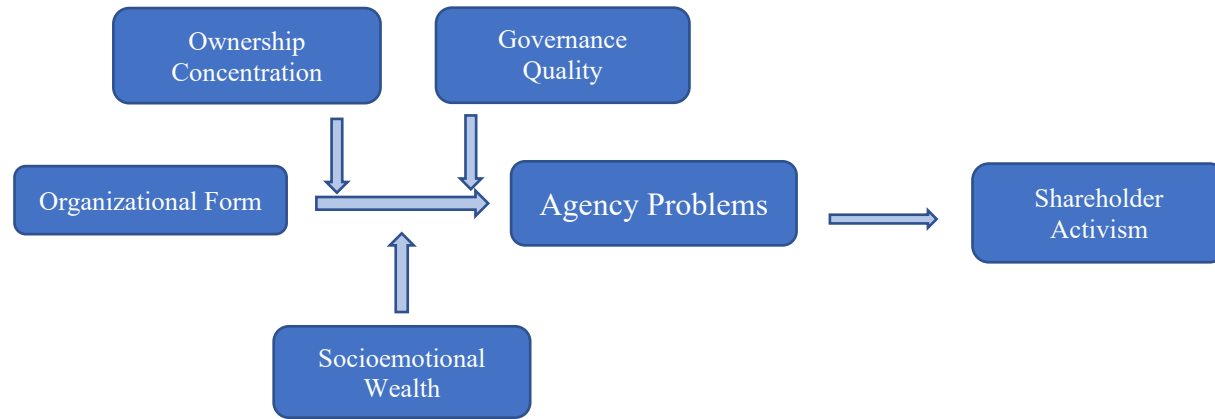 Ownership
Concentration
Governance
Quality
Organizational Form
Agency Problems
Shareholder
Activism
Socioemotional
Wealth